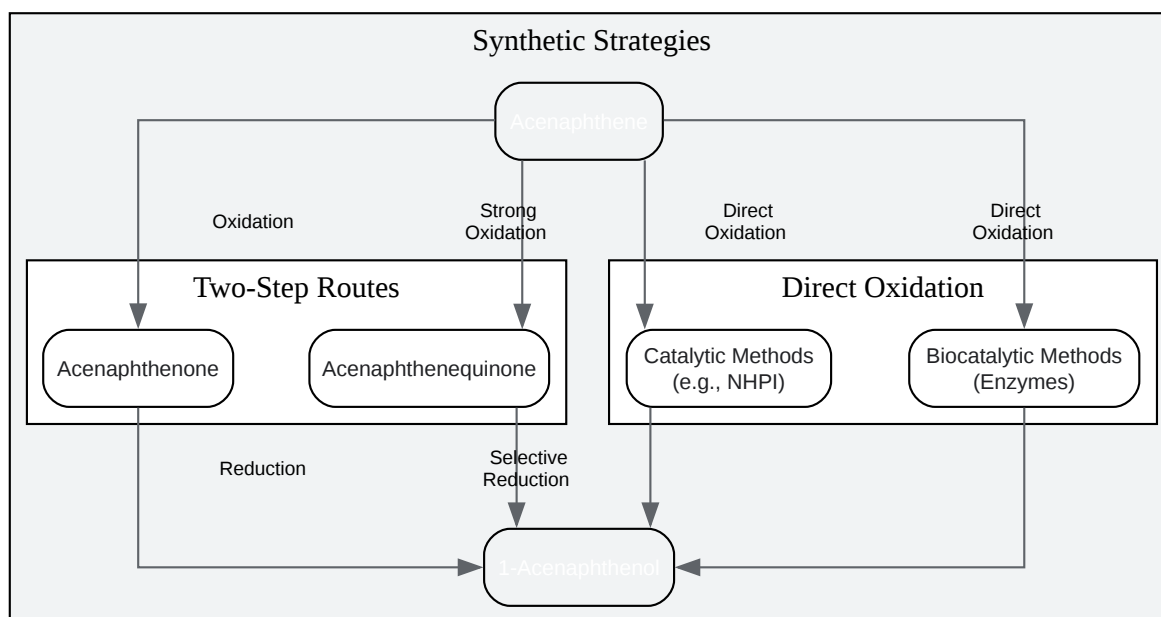 Synthetic Strategies
Acenaphthene
Oxidation
Strong
Oxidation
Direct
Oxidation
Direct
Oxidation
Two-Step Routes
Direct Oxidation
Acenaphthenone
Acenaphthenequinone
Catalytic Methods
(e.g., NHPI)
Biocatalytic Methods
(Enzymes)
Reduction
Selective
Reduction
1-Acenaphthenol